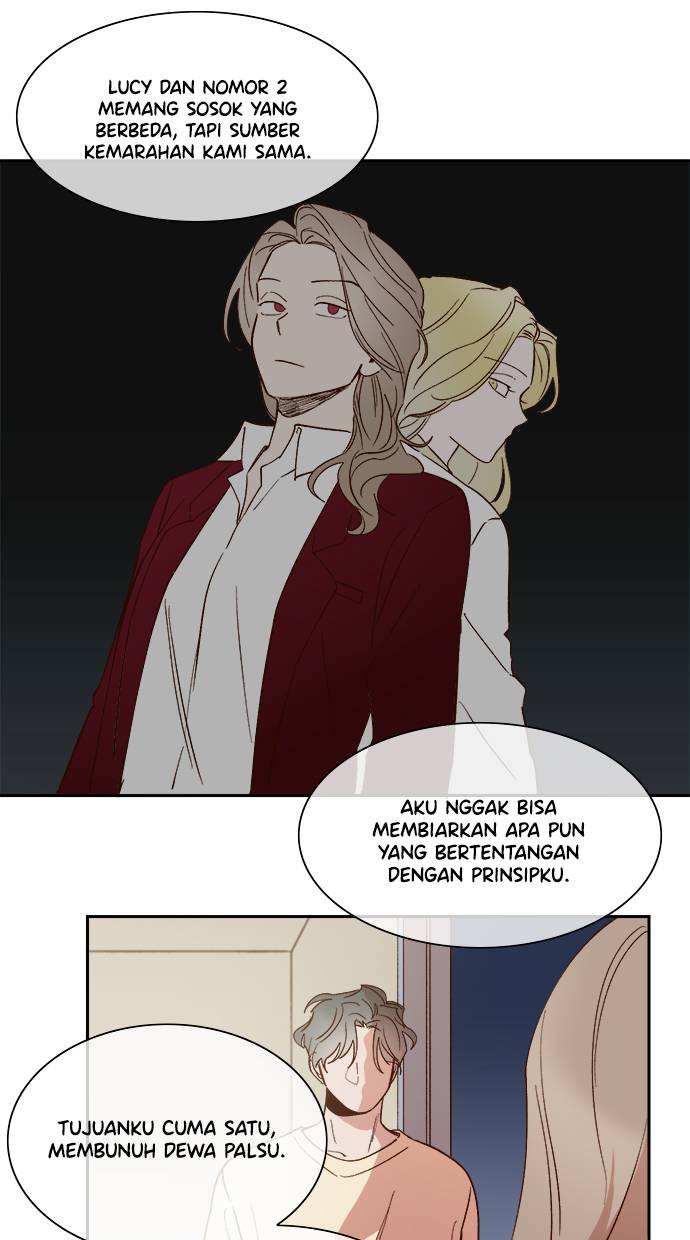 LUCY DAN NOMOR 2
MEMANG SOSOK YANG
BERBEDA, TAPI SUMBER
KEMARAHAN KAMI SAMA.
AKU NGGAK BISA
MEMBIARKAN APA PUN
YANG BERTENTANGAN
DENGAN PRINSIPKU.
TUJUANKU CUMA SATU,
MEMBUNUH DEWA PALSU.